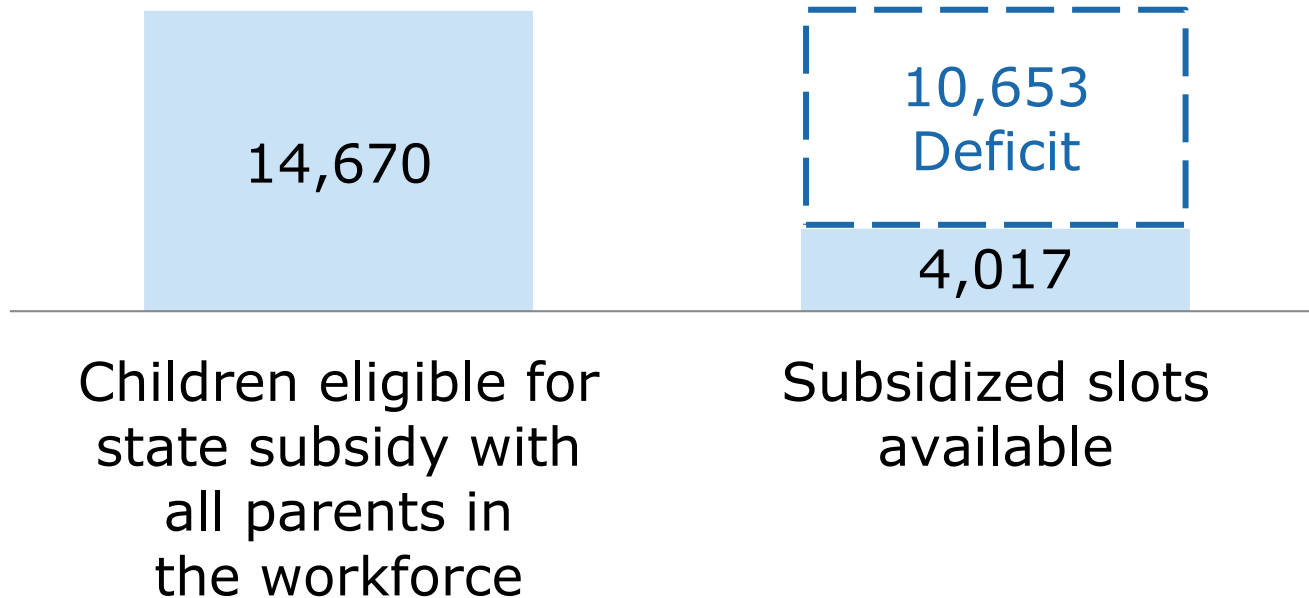 14,670
10,653
Deficit
4,017
Children eligible for
state subsidy with
all parents in
the workforce
Subsidized slots
available